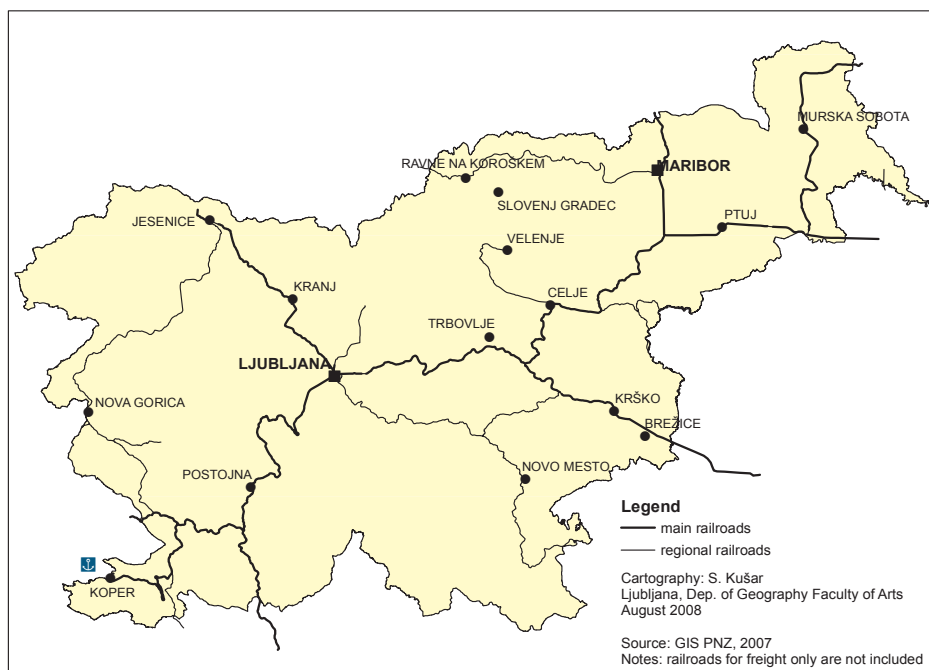 MURSKA SOBOTA
RAVNE NA KOROŠKEM
MARIBOR
SLOVENJ GRADEC
JESENICE
PTUJ
VELENJE
KRANJ
CELJE
TRBOVLJE
LJUBLJANA
KRŠKO
NOVA GORICA
BREŽICE
POSTOJNA
NOVO MESTO
KOPER
Legend
main railroads
regional railroads
Cartography: S. Kušar
Ljubljana, Dep. of Geography Faculty of Arts
August 2008
Source: GIS PNZ, 2007
Notes: railroads for freight only are not included